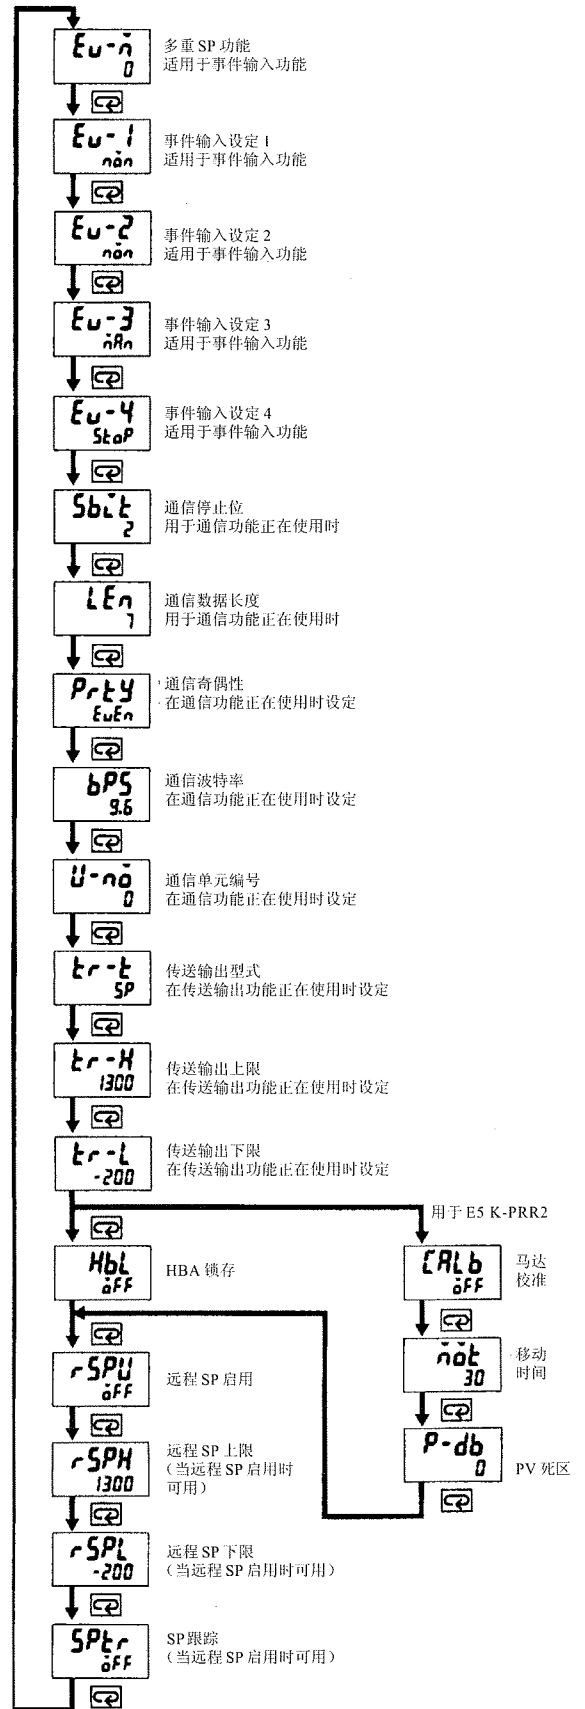 Eu-m
0
多重 SP 功能
适用于事件输入功能
Eu-1
non
事件输入设定 1
适用于事件输入功能
Eu-2
non
事件输入设定 2
适用于事件输入功能
Eu-3
mAn
事件输入设定 3
适用于事件输入功能
Eu-4
StoP
事件输入设定 4
适用于事件输入功能
Sbit
2
通信停止位
用于通信功能正在使用时
LEn
7
通信数据长度
用于通信功能正在使用时
PrtY
EuEn
通信奇偶性
在通信功能正在使用时设定
bPS
9.6
通信波特率
在通信功能正在使用时设定
U-no
0
通信单元编号
在通信功能正在使用时设定
tr-t
SP
传送输出型式
在传送输出功能正在使用时设定
tr-H
1300
传送输出上限
在传送输出功能正在使用时设定
tr-L
-200
传送输出下限
在传送输出功能正在使用时设定
用于 E5 K-PRR2
HbL
oFF
HBA 锁存
CALb
oFF
马达
校准
mot
30
移动
时间
P-db
0
PV 死区
rSPU
oFF
远程 SP 启用
rSPH
1300
远程 SP 上限
（当远程 SP 启用时
可用）
rSPL
-200
远程 SP 下限
（当远程 SP 启用时可用）
SPtr
oFF
SP 跟踪
（当远程 SP 启用时可用）